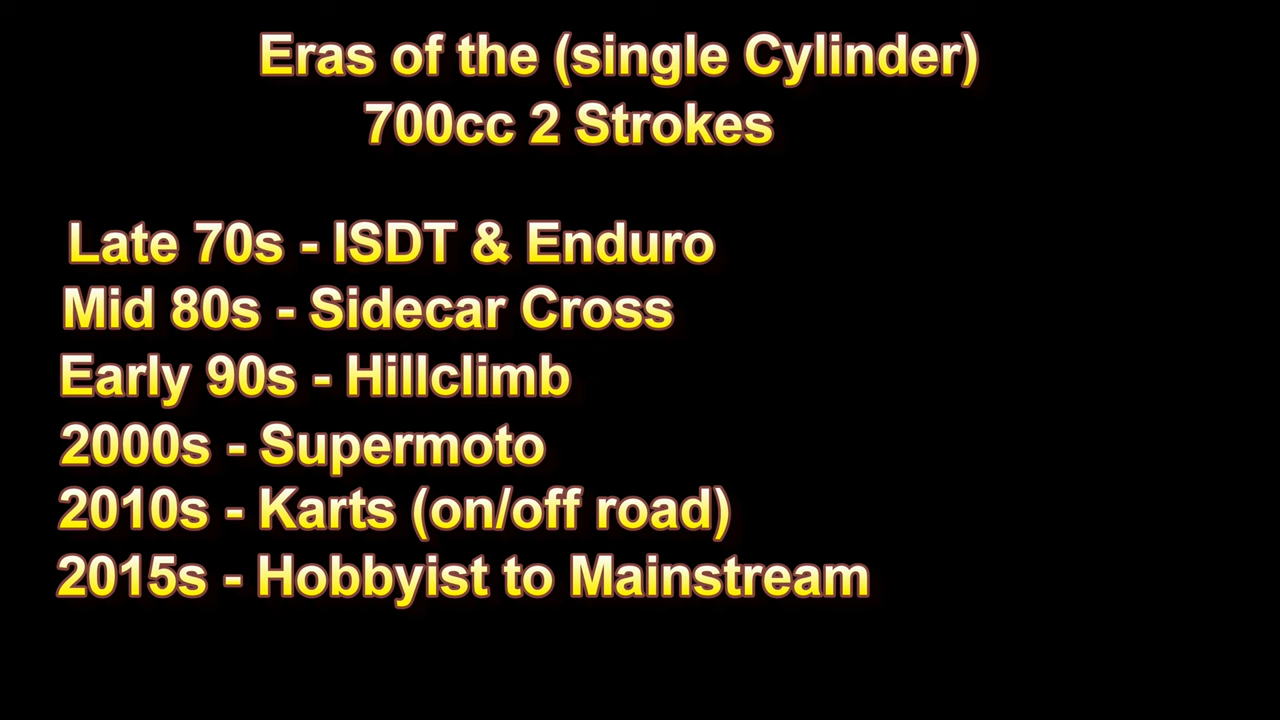 Eras of the (single Cylinder)
700cc 2 Strokes
Late 70s - ISDT & Enduro
Mid 80s - Sidecar Cross
Early 90s - Hillclimb
2000s - Supermoto
2010s - Karts (on/off road)
2015s - Hobbyist to Mainstream